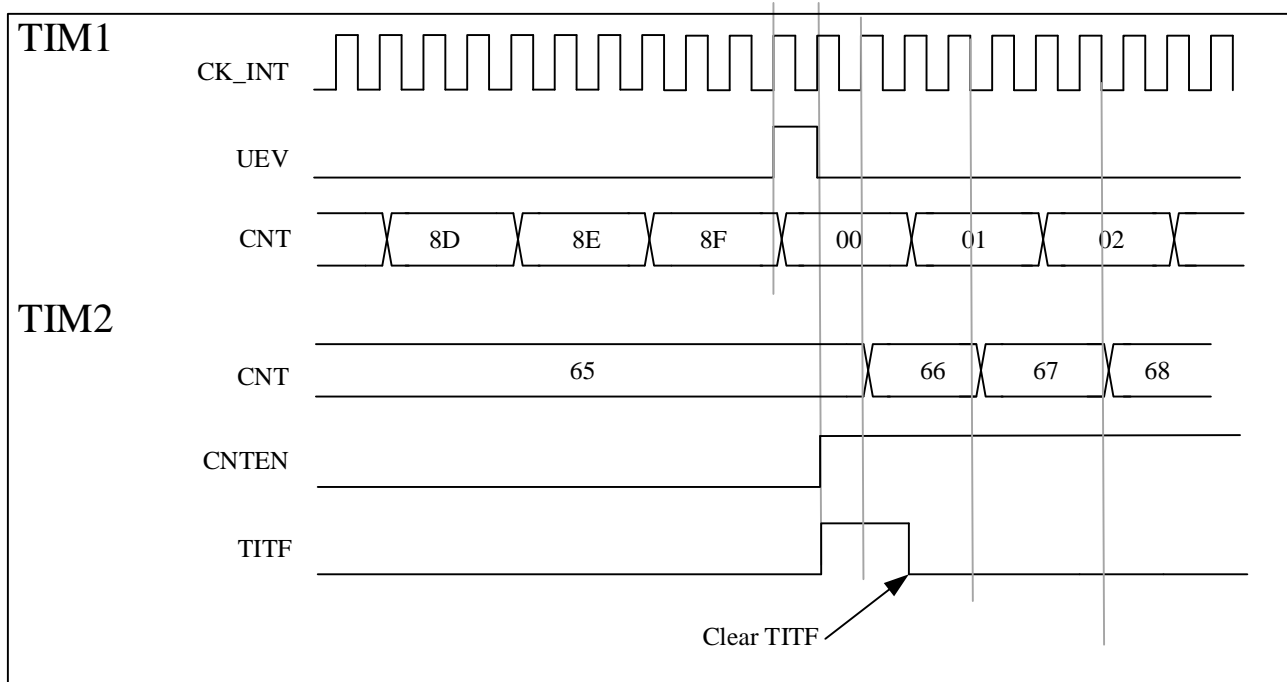 TIM1
CK_INT
UEV
CNT 8D 8E 8F 00 01 02
TIM2
CNT 65 66 67 68
CNTEN
TITF
Clear TITF